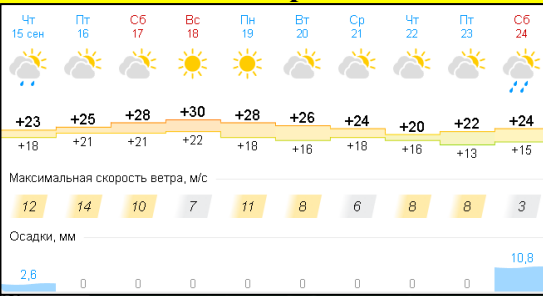 Чт Пт Сб Вс Пн Вт Ср Чт Пт Сб
15 сен 16 17 18 19 20 21 22 23 24
+23 +25 +28 +30 +28 +26 +24 +20 +22 +24
+18 +21 +21 +22 +18 +16 +18 +16 +13 +15
Максимальная скорость ветра, м/с
12 14 10 7 11 8 6 8 8 3
Осадки, мм
2,6 0 0 0 0 0 0 0 0 10,8